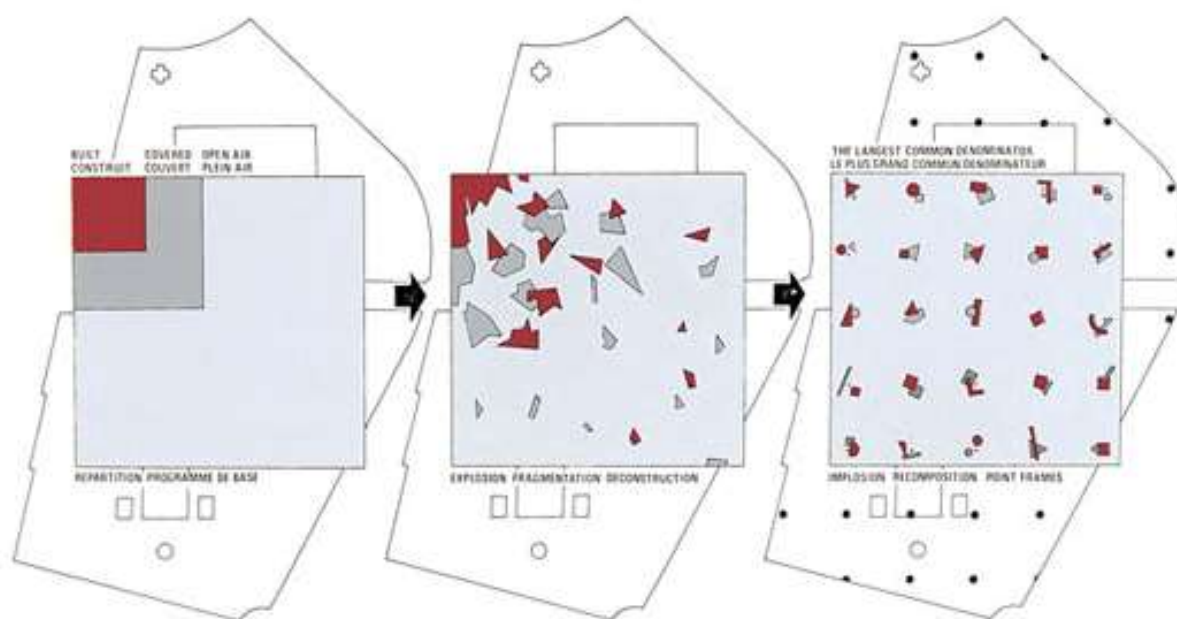 BUILT COVERED OPEN AIR
CONSTRUIT COUVERT PLEIN AIR
REPARTITION PROGRAMME DE BASE
EXPLOSION FRAGMENTATION DECONSTRUCTION
THE LARGEST COMMON DENOMINATOR
LE PLUS GRAND COMMUN DENOMINATEUR
IMPLOSION RECOMPOSITION POINT FRAMES